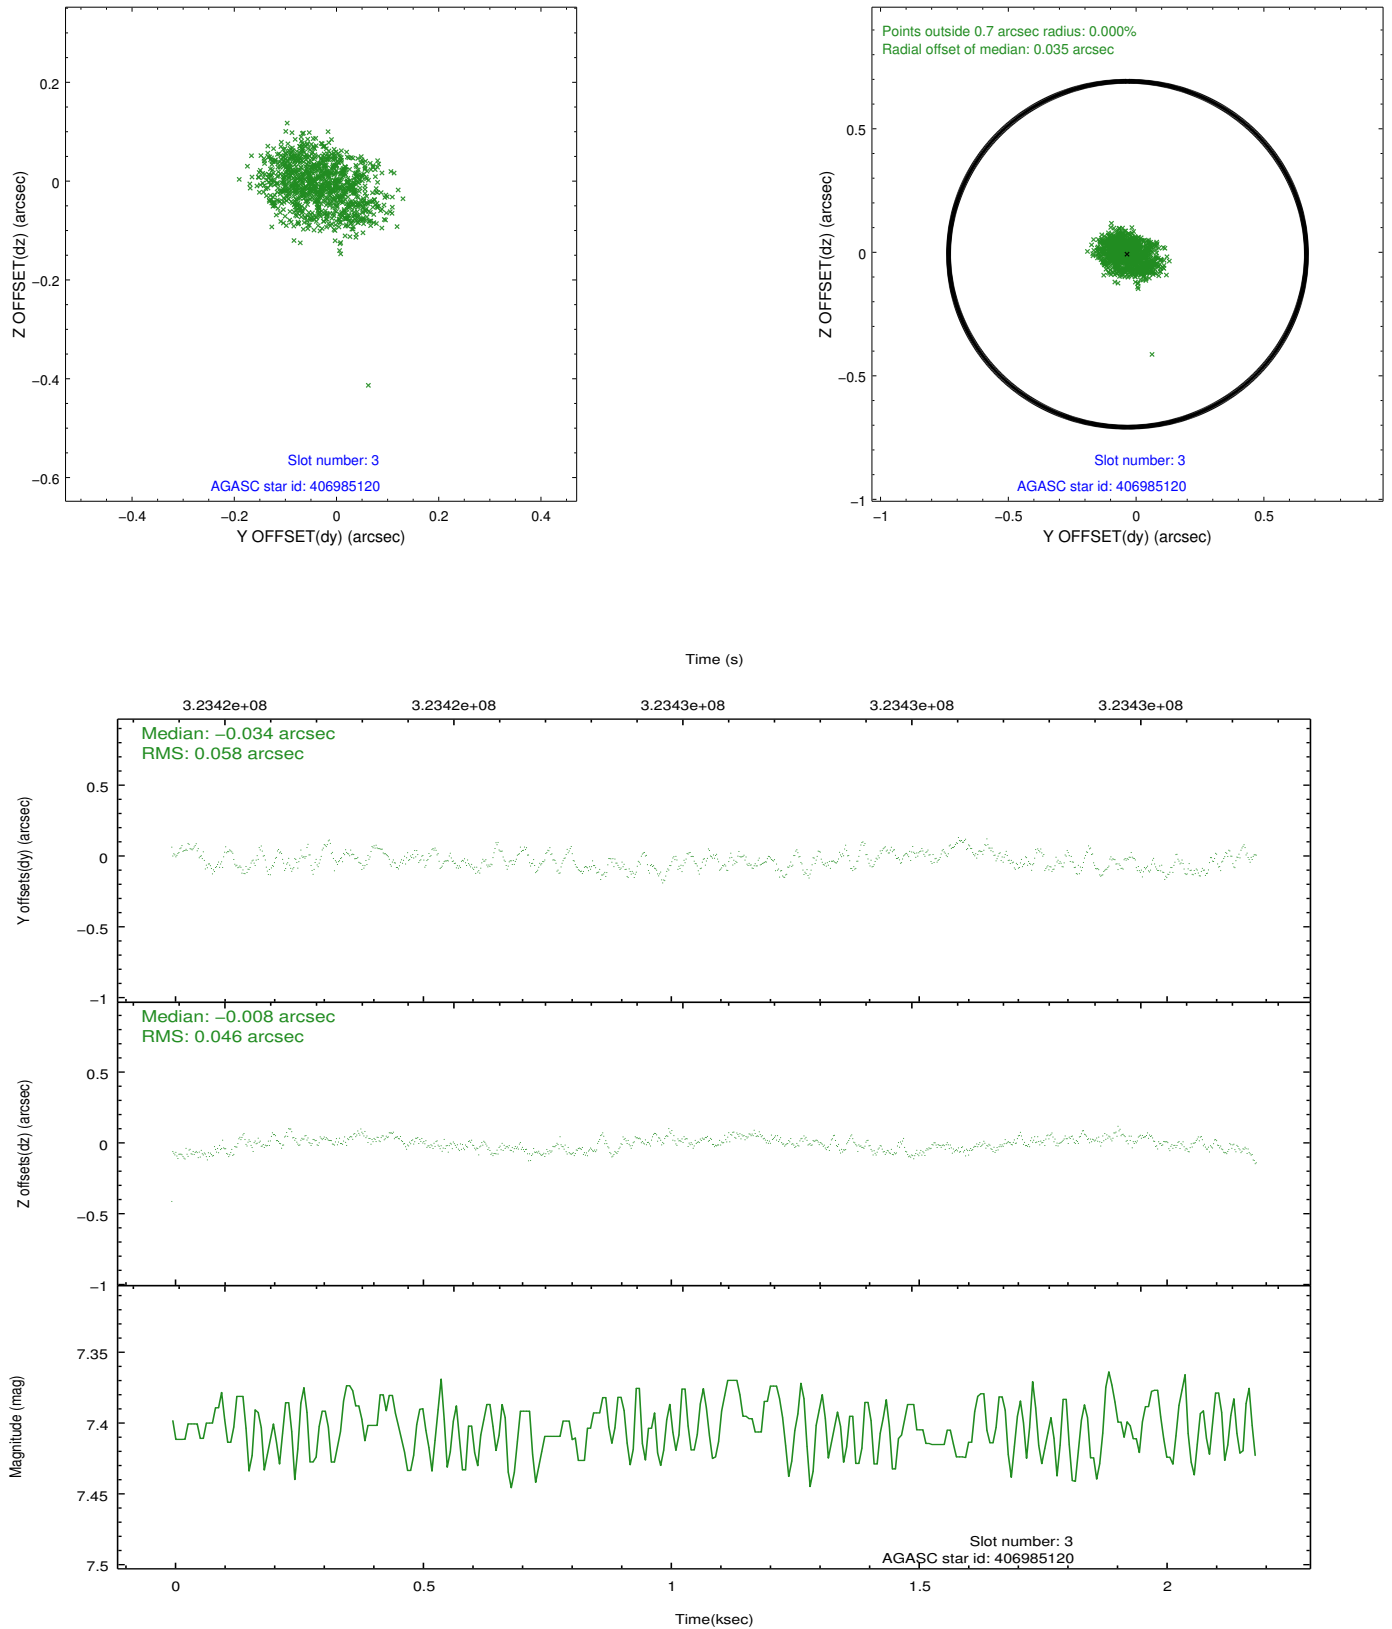 0.2
0
−0.2
−0.4
−0.6
Z OFFSET(dz) (arcsec)
Slot number: 3
AGASC star id: 406985120
−0.4
−0.2
0
0.2
0.4
Y OFFSET(dy) (arcsec)
Points outside 0.7 arcsec radius: 0.000%
Radial offset of median: 0.035 arcsec
0.5
0
−0.5
−1
Z OFFSET(dz) (arcsec)
Slot number: 3
AGASC star id: 406985120
−1
−0.5
0
0.5
Y OFFSET(dy) (arcsec)
Time (s)
3.2342e+08
3.2342e+08
3.2343e+08
3.2343e+08
3.2343e+08
Median: −0.034 arcsec
RMS: 0.058 arcsec
0.5
0
−0.5
−1
Y offsets(dy) (arcsec)
Median: −0.008 arcsec
RMS: 0.046 arcsec
0.5
0
−0.5
−1
Z offsets(dz) (arcsec)
7.35
7.4
7.45
7.5
Magnitude (mag)
Slot number: 3
AGASC star id: 406985120
0
0.5
1
1.5
2
Time(ksec)